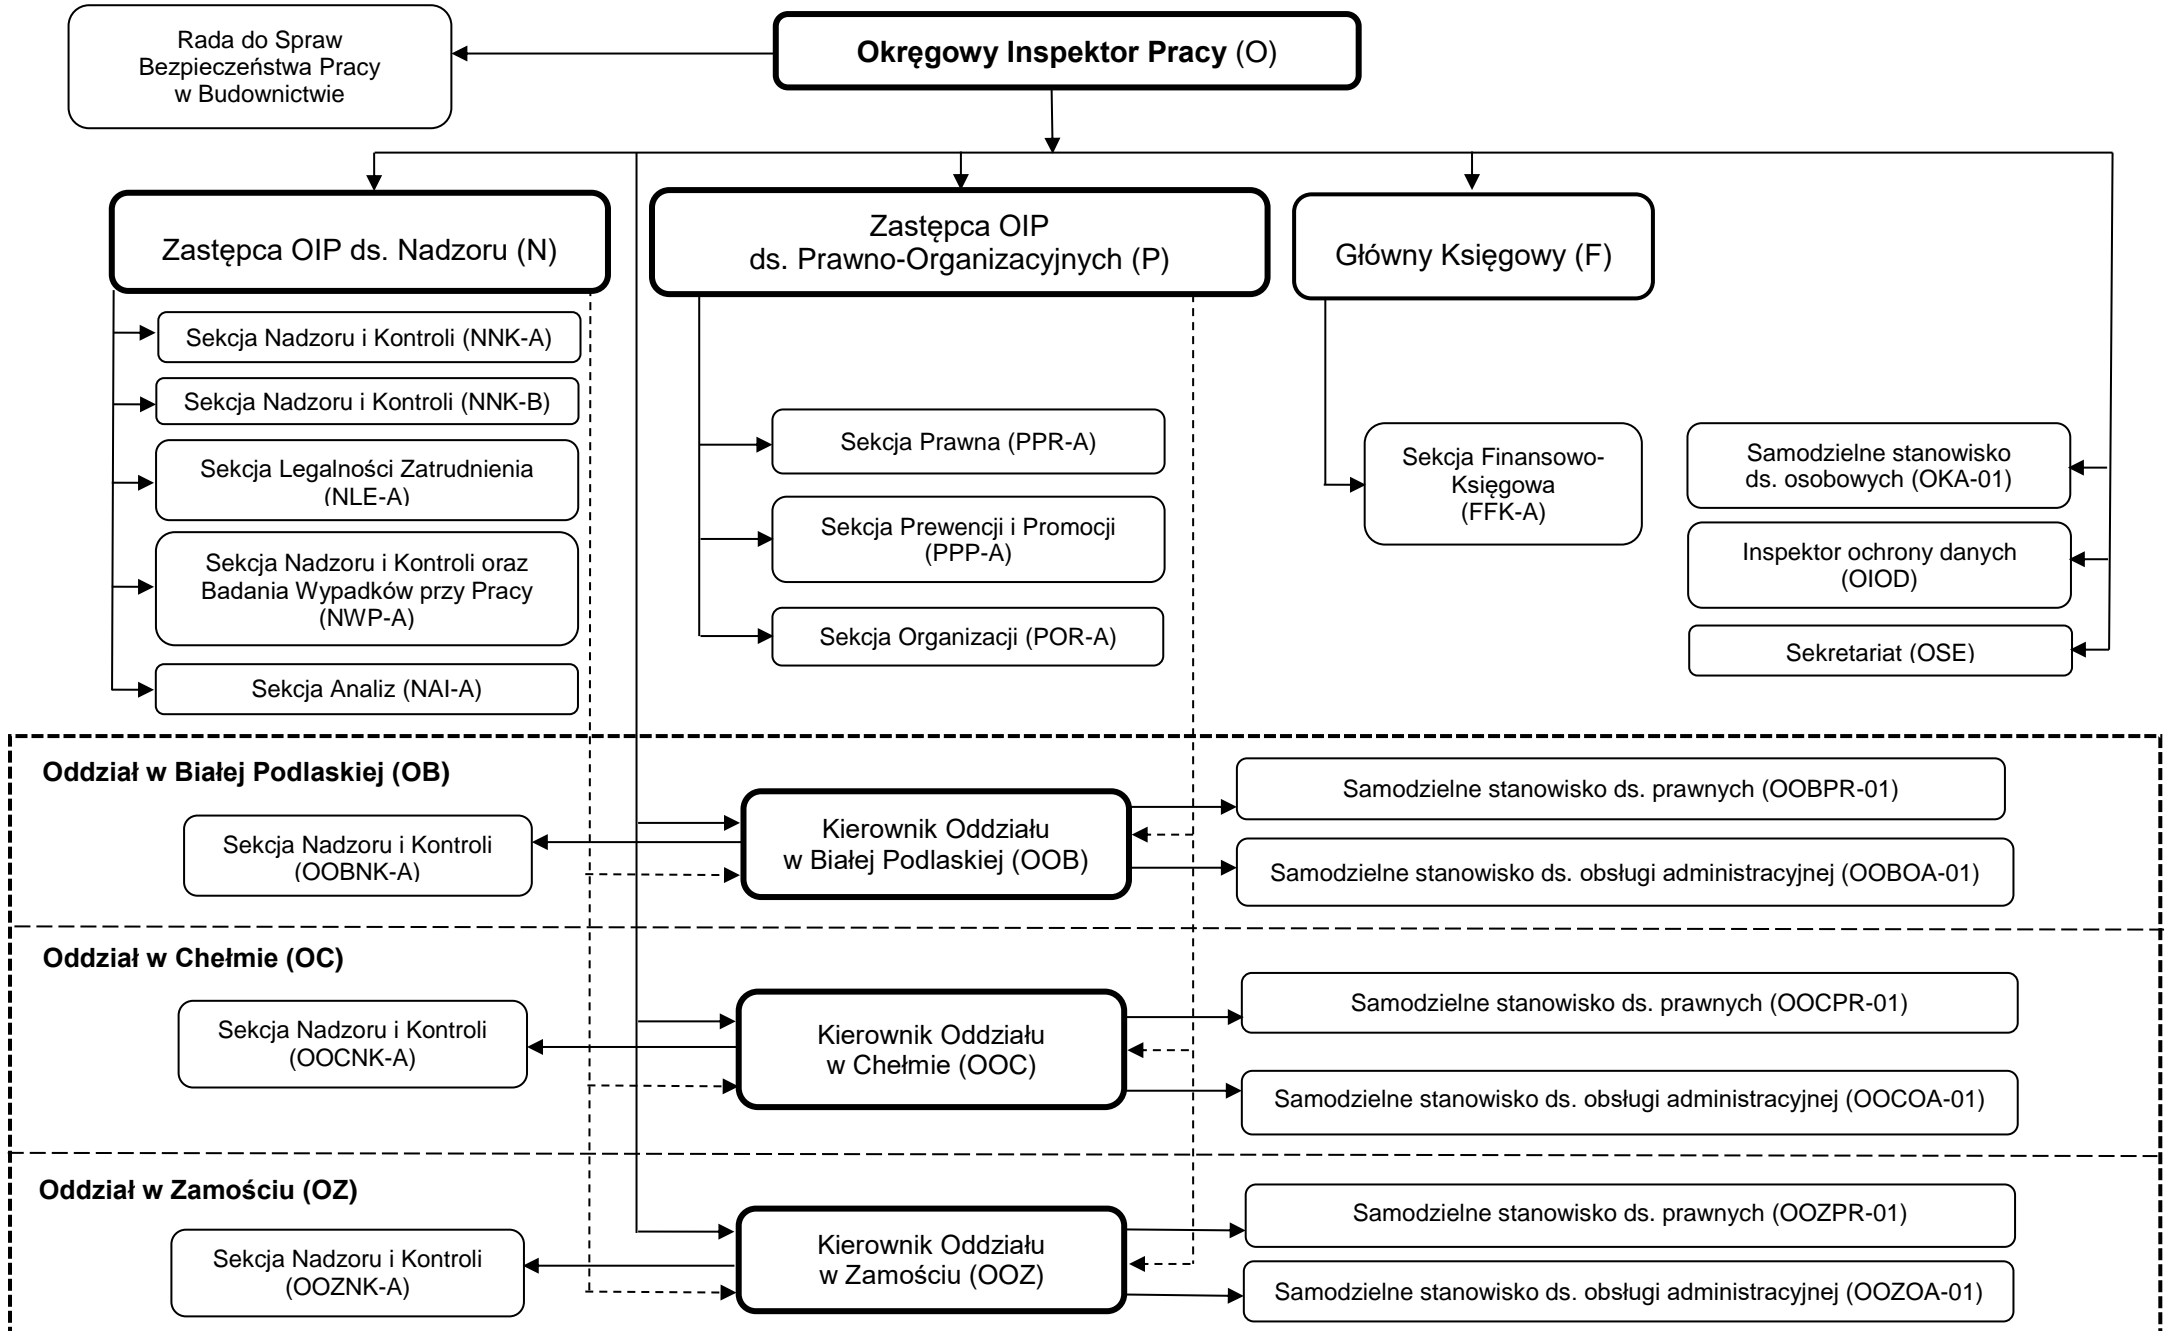 Rada do Spraw
Bezpieczeństwa Pracy
w Budownictwie
Okręgowy Inspektor Pracy (O)
Zastępca OIP ds. Nadzoru (N)
Zastępca OIP
ds. Prawno-Organizacyjnych (P)
Główny Księgowy (F)
Sekcja Nadzoru i Kontroli (NNK-A)
Sekcja Nadzoru i Kontroli (NNK-B)
Sekcja Legalności Zatrudnienia
(NLE-A)
Sekcja Nadzoru i Kontroli oraz
Badania Wypadków przy Pracy
(NWP-A)
Sekcja Analiz (NAI-A)
Sekcja Prawna (PPR-A)
Sekcja Prewencji i Promocji
(PPP-A)
Sekcja Organizacji (POR-A)
Sekcja Finansowo-
Księgowa
(FFK-A)
Samodzielne stanowisko
ds. osobowych (OKA-01)
Inspektor ochrony danych
(OIOD)
Sekretariat (OSE)
Oddział w Białej Podlaskiej (OB)
Sekcja Nadzoru i Kontroli
(OOBNK-A)
Kierownik Oddziału
w Białej Podlaskiej (OOB)
Samodzielne stanowisko ds. prawnych (OOBPR-01)
Samodzielne stanowisko ds. obsługi administracyjnej (OOBOA-01)
Oddział w Chełmie (OC)
Sekcja Nadzoru i Kontroli
(OOCNK-A)
Kierownik Oddziału
w Chełmie (OOC)
Samodzielne stanowisko ds. prawnych (OOCPR-01)
Samodzielne stanowisko ds. obsługi administracyjnej (OOCOA-01)
Oddział w Zamościu (OZ)
Sekcja Nadzoru i Kontroli
(OOZNK-A)
Kierownik Oddziału
w Zamościu (OOZ)
Samodzielne stanowisko ds. prawnych (OOZPR-01)
Samodzielne stanowisko ds. obsługi administracyjnej (OOZOA-01)